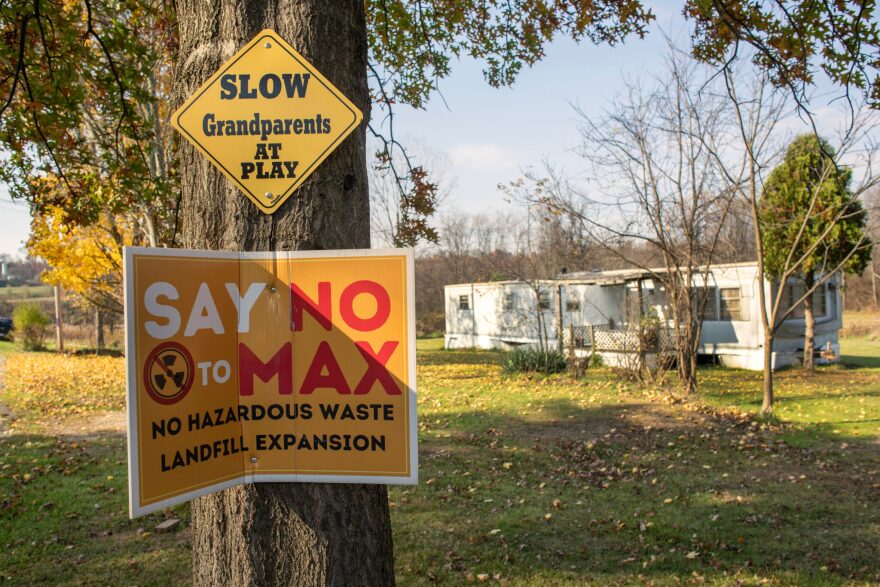 SLOW
Grandparents
AT
PLAY
SAY NO
TO MAX
NO HAZARDOUS WASTE
LANDFILL EXPANSION